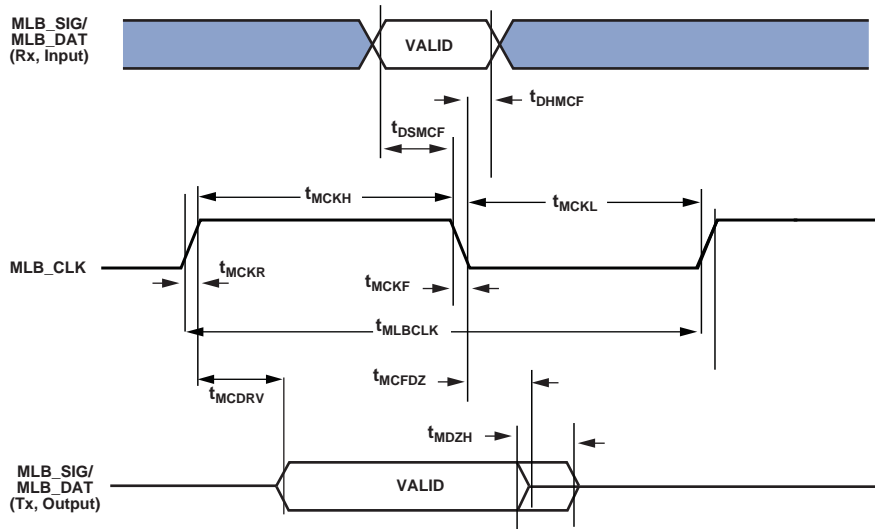 MLB_SIG/
MLB_DAT
(Rx, Input)
VALID
tDHMCF
tDSMCF
tMCKH
tMCKL
MLB_CLK
tMCKR
tMCKF
tMLBCLK
tMCFDZ
tMCDRV
tMDZH
MLB_SIG/
MLB_DAT
(Tx, Output)
VALID